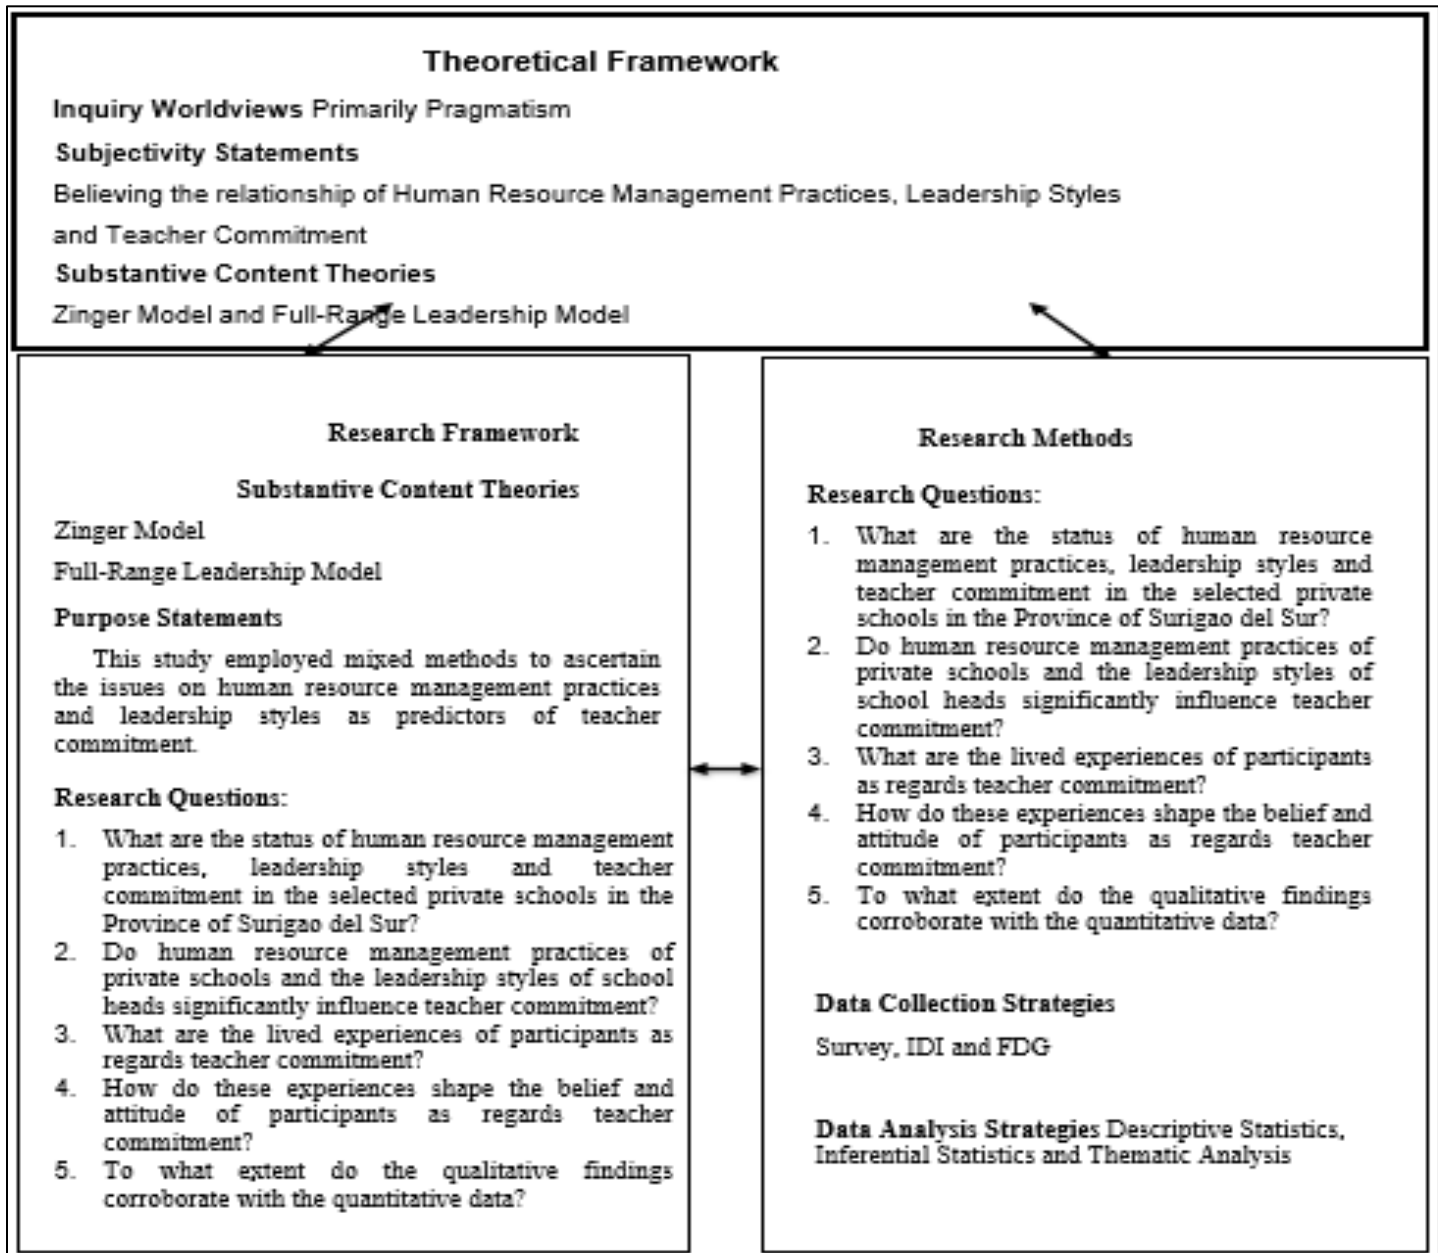 Theoretical Framework
Inquiry Worldviews Primarily Pragmatism
Subjectivity Statements
Believing the relationship of Human Resource Management Practices, Leadership Styles
and Teacher Commitment
Substantive Content Theories
Zinger Model and Full-Range Leadership Model
Research Framework
Substantive Content Theories
Zinger Model
Full-Range Leadership Model
Purpose Statements
This study employed mixed methods to ascertain
the issues on human resource management practices
and leadership styles as predictors of teacher
commitment.
Research Questions:
1. What are the status of human resource management
practices, leadership styles and teacher
commitment in the selected private schools in the
Province of Surigao del Sur?
2. Do human resource management practices of
private schools and the leadership styles of school
heads significantly influence teacher commitment?
3. What are the lived experiences of participants as
regards teacher commitment?
4. How do these experiences shape the belief and
attitude of participants as regards teacher
commitment?
5. To what extent do the qualitative findings
corroborate with the quantitative data?
Research Methods
Research Questions:
1. What are the status of human resource
management practices, leadership styles and
teacher commitment in the selected private
schools in the Province of Surigao del Sur?
2. Do human resource management practices of
private schools and the leadership styles of
school heads significantly influence teacher
commitment?
3. What are the lived experiences of participants
as regards teacher commitment?
4. How do these experiences shape the belief and
attitude of participants as regards teacher
commitment?
5. To what extent do the qualitative findings
corroborate with the quantitative data?
Data Collection Strategies
Survey, IDI and FDG
Data Analysis Strategies Descriptive Statistics,
Inferential Statistics and Thematic Analysis